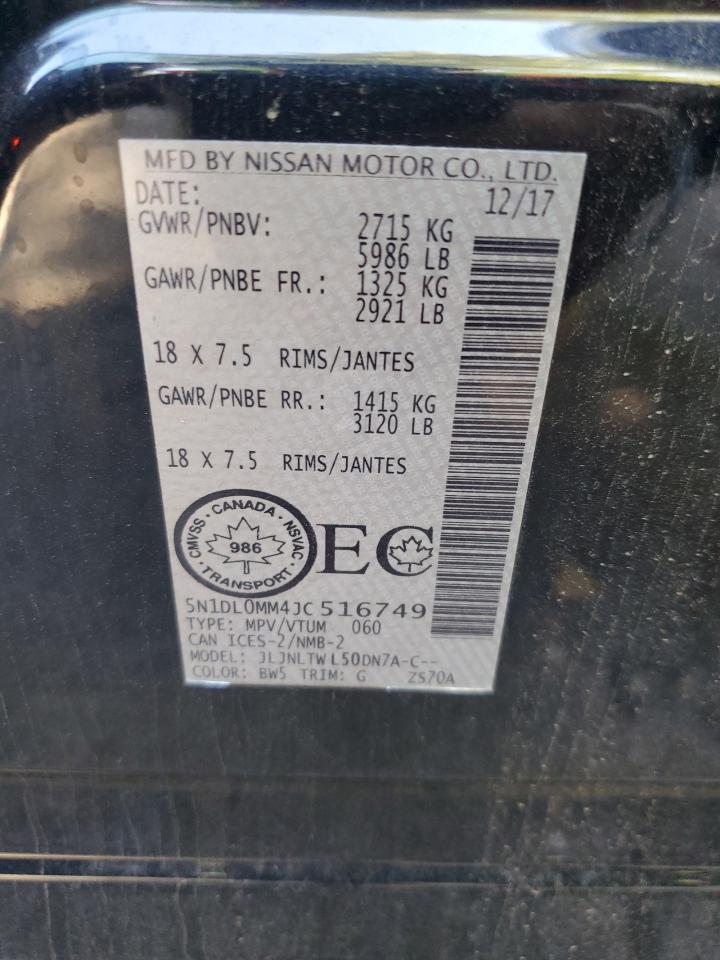 MFD BY NISSAN MOTOR CO., LTD.
DATE: 12/17
GVWR/PNBV: 2715 KG
5986 LB
GAWR/PNBE FR.: 1325 KG
2921 LB
18 X 7.5 RIMS/JANTES
GAWR/PNBE RR.: 1415 KG
3120 LB
18 X 7.5 RIMS/JANTES
CMVSS · CANADA · NSVAC
986
TRANSPORT
EC
5N1DL0MM4JC516749
TYPE: MPV/VTUM 060
CAN ICES-2/NMB-2
MODEL: JLJNLTWL50DN7A-C--
COLOR: BW5 TRIM: G ZS70A